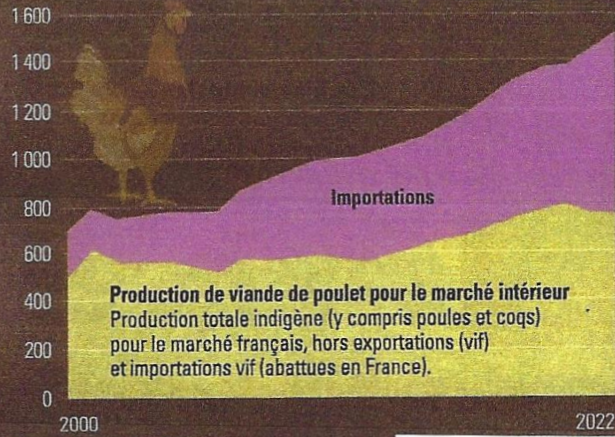 1 600
1 400
1 200
1 000
800
600
400
200
0
Importations
Production de viande de poulet pour le marché intérieur
Production totale indigène (y compris poules et coqs)
pour le marché français, hors exportations (vif)
et importations vif (abattues en France).
2000
2022